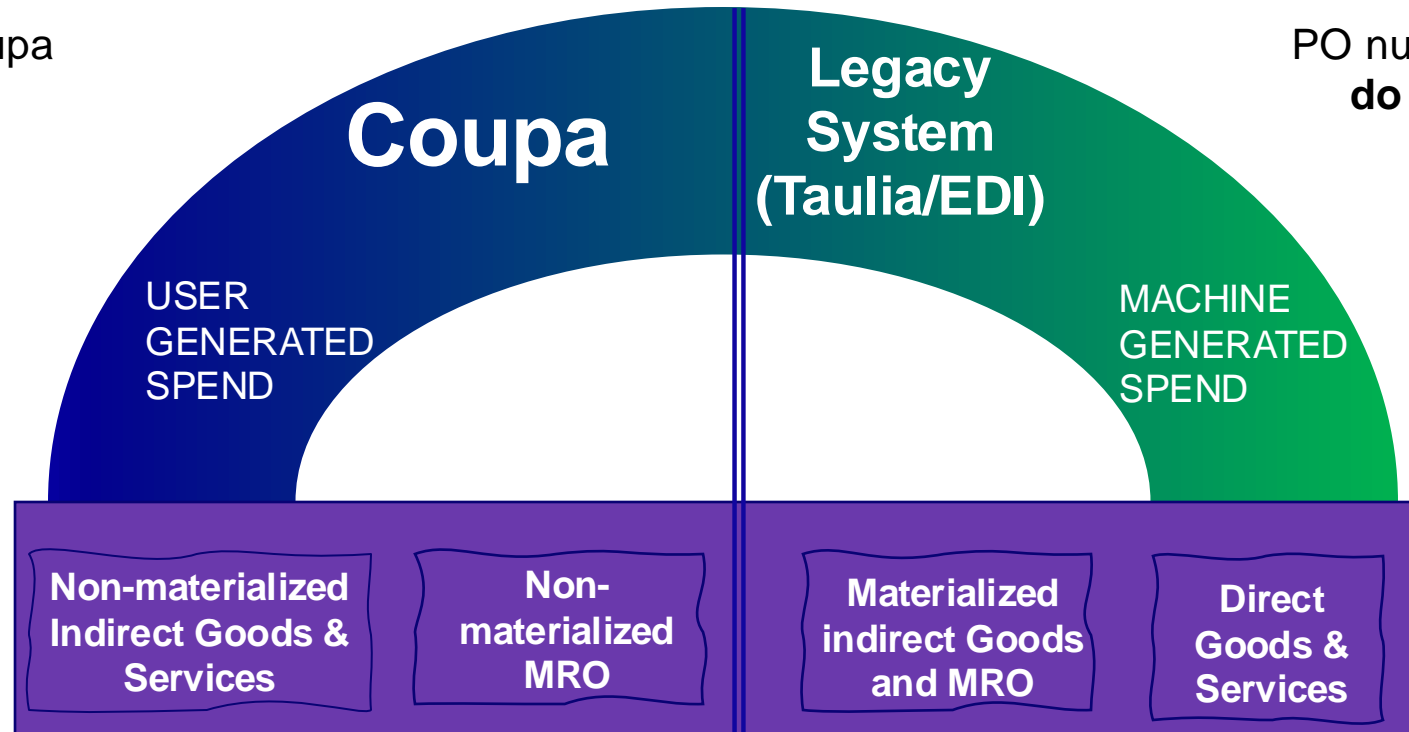 upa
PO nu
do
Coupa
Legacy
System
(Taulia/EDI)
USER
GENERATED
SPEND
MACHINE
GENERATED
SPEND
Non-materialized
Indirect Goods &
Services
Non-
materialized
MRO
Materialized
indirect Goods
and MRO
Direct
Goods &
Services